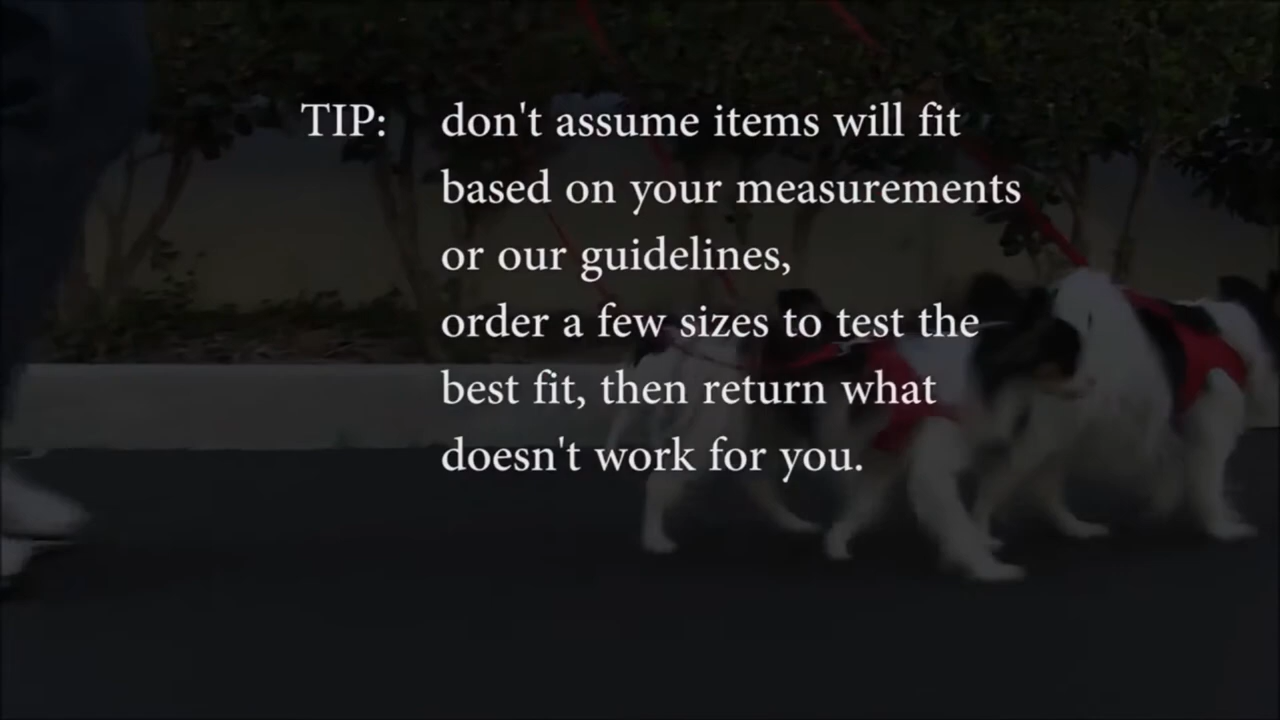 TIP: don't assume items will fit
based on your measurements
or our guidelines,
order a few sizes to test the
best fit, then return what
doesn't work for you.